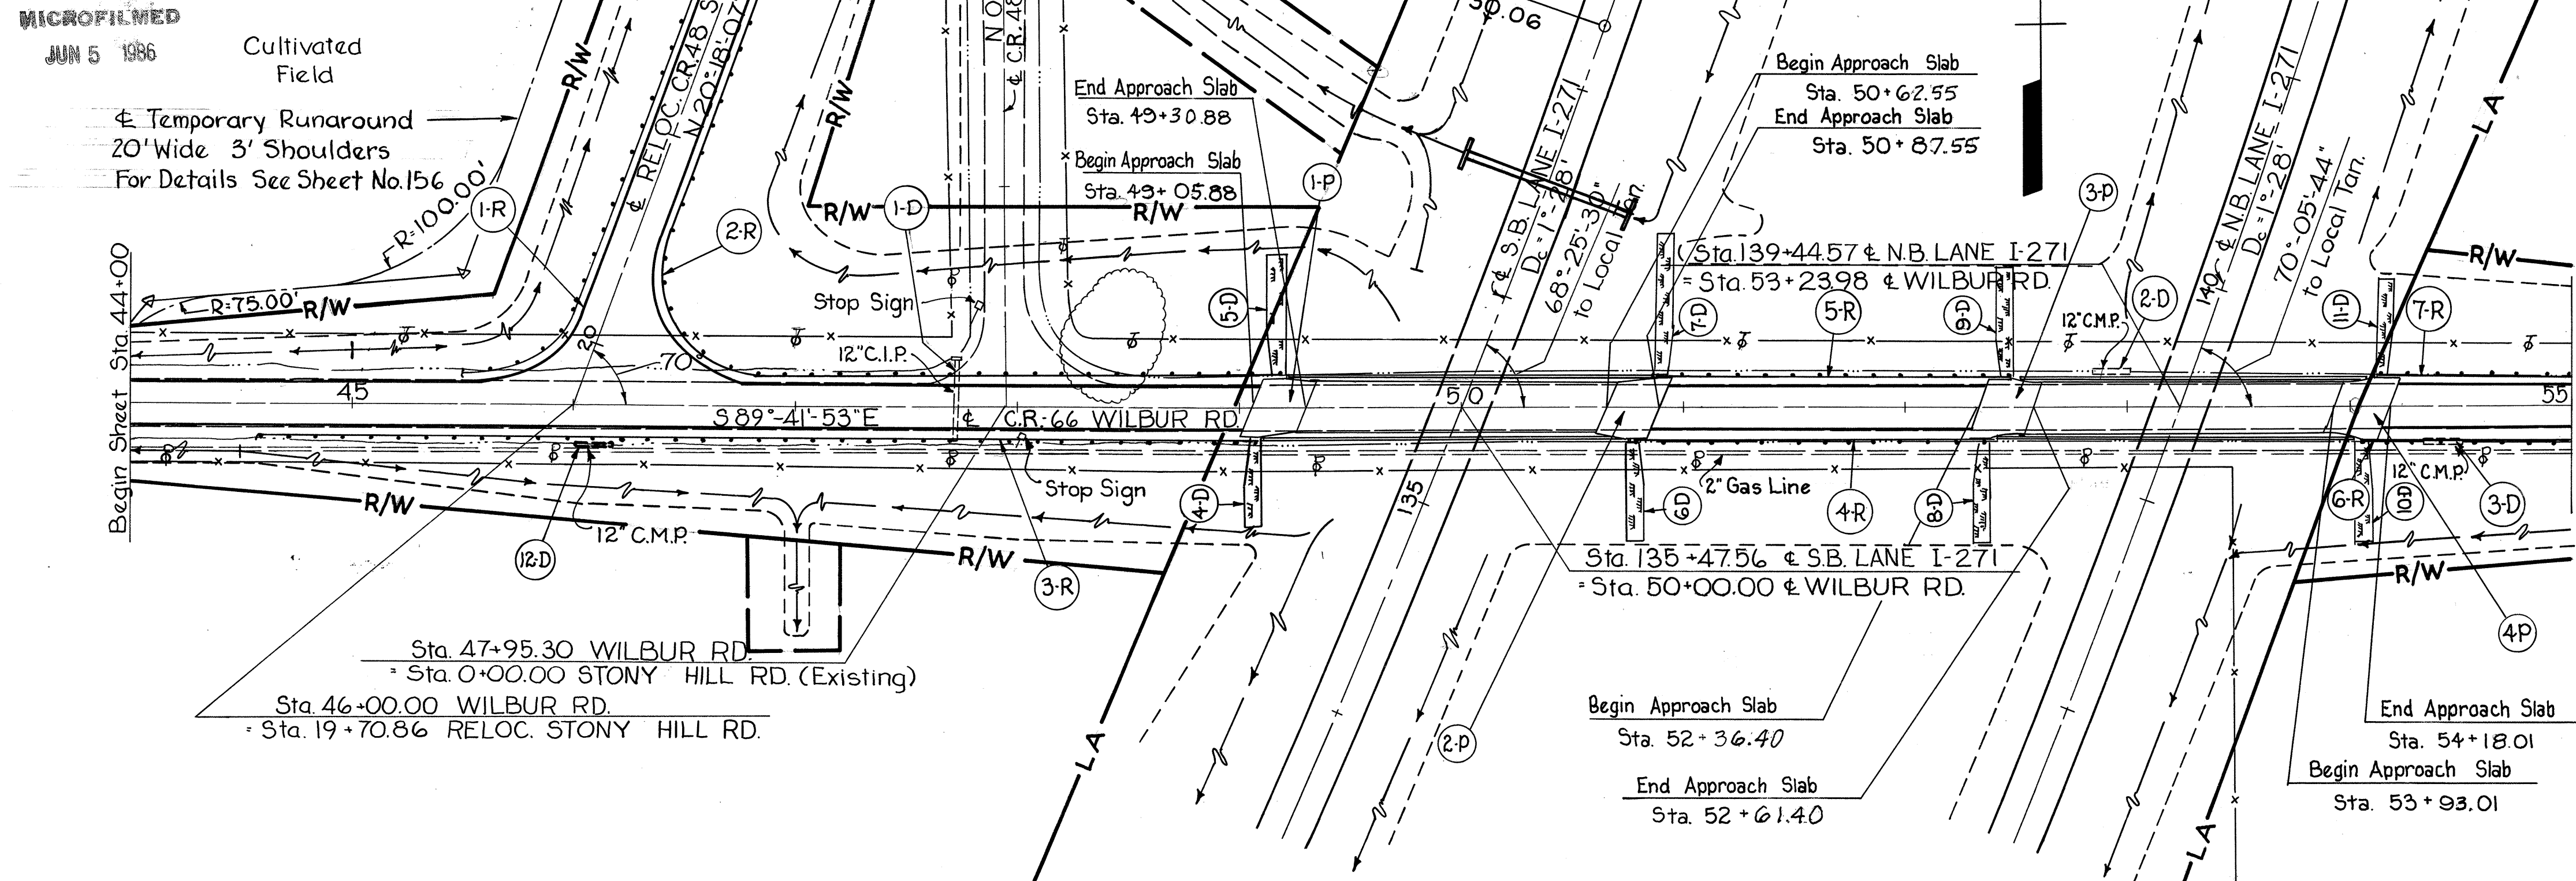 MICROFILMED
JUN 5 1986
Cultivated
Field
℄ Temporary Runaround
20' Wide 3' Shoulders
For Details See Sheet No.156
R=100.00'
R=75.00'
R/W
R/W
R/W
1-R
℄ RELOC. C.R.48
N 20°-18'-07"
2-R
℄ C.R.48
End Approach Slab
Sta. 49+30.88
Begin Approach Slab
Sta. 49+05.88
R/W
1-D
R/W
1-P
50.06
℄ S.B. LANE I-271
Dc=1°-28'
68°-25'-30"
to Local Tan.
Begin Approach Slab
Sta. 50+62.55
End Approach Slab
Sta. 50+87.55
Sta. 139+44.57 ℄ N.B. LANE I-271
= Sta. 53+23.98 ℄ WILBUR RD.
3-P
140
℄ N.B. LANE I-271
Dc=1°-28'
70°-05'-44"
to Local Tan.
LA
R/W
Begin Sheet Sta. 44+00
Stop Sign
12" C.I.P.
5-D
7-D
5-R
9-D
12" C.M.P.
2-D
11-D
7-R
20
70
45
50
55
S 89°-41'-53"E ℄ C.R.-66 WILBUR RD.
Stop Sign
4-D
135
6D
2" Gas Line
4-R
8-D
6-R
10D
12" C.M.P.
3-D
R/W
12" C.M.P.
12-D
R/W
3-R
Sta. 135+47.56 ℄ S.B. LANE I-271
= Sta. 50+00.00 ℄ WILBUR RD.
R/W
4P
Sta. 47+95.30 WILBUR RD.
= Sta. 0+00.00 STONY HILL RD. (Existing)
Sta. 46+00.00 WILBUR RD.
= Sta. 19+70.86 RELOC. STONY HILL RD.
LA
2-P
Begin Approach Slab
Sta. 52+36.40
End Approach Slab
Sta. 52+61.40
LA
End Approach Slab
Sta. 54+18.01
Begin Approach Slab
Sta. 53+93.01